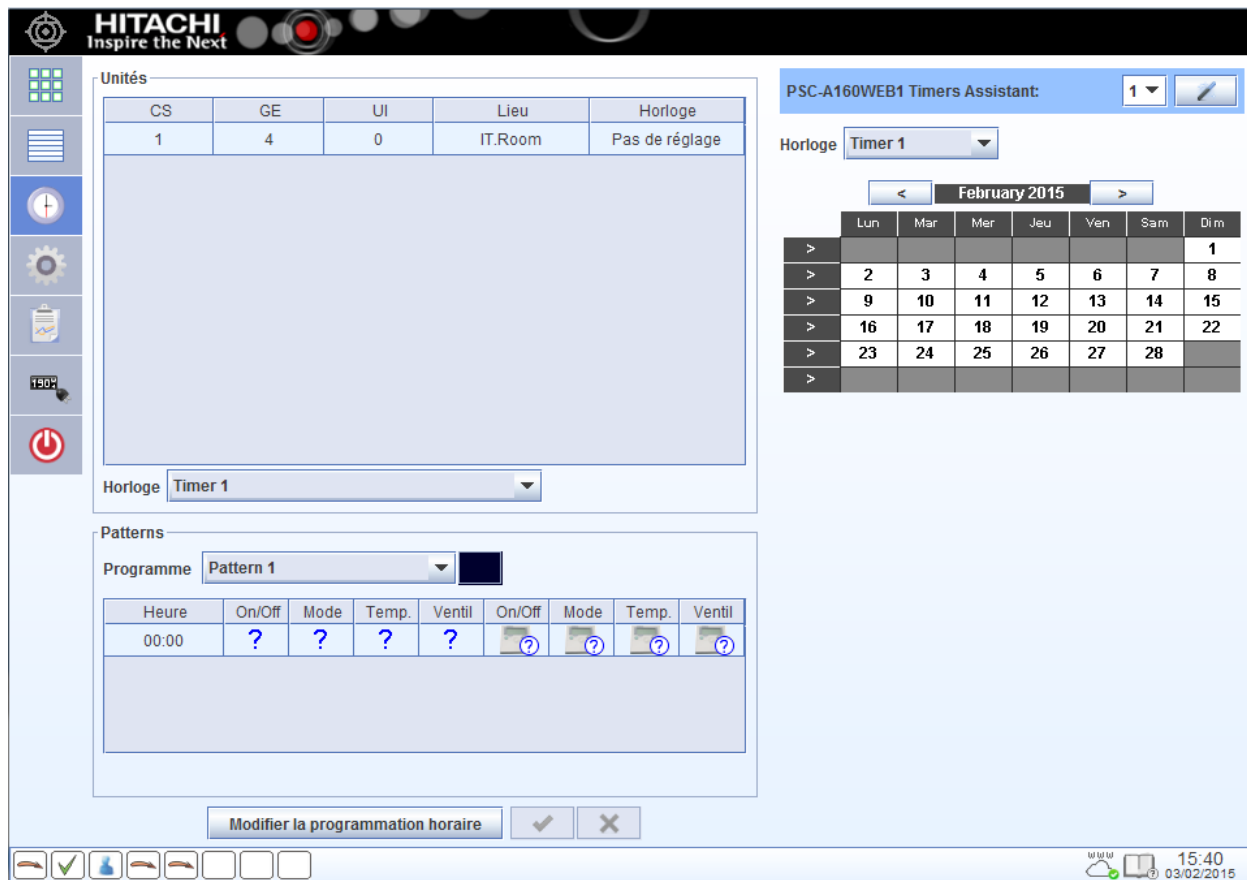 HITACHI
Inspire the Next
Unités
CS GE UI Lieu Horloge
1 4 0 IT.Room Pas de réglage
Horloge Timer 1
Patterns
Programme Pattern 1
Heure On/Off Mode Temp. Ventil On/Off Mode Temp. Ventil
00:00 ? ? ? ? ? ? ? ?
Modifier la programmation horaire
PSC-A160WEB1 Timers Assistant: 1
Horloge Timer 1
< February 2015 >
Lun Mar Mer Jeu Ven Sam Dim
> 1
> 2 3 4 5 6 7 8
> 9 10 11 12 13 14 15
> 16 17 18 19 20 21 22
> 23 24 25 26 27 28
>
190
www
?
15:40
03/02/2015